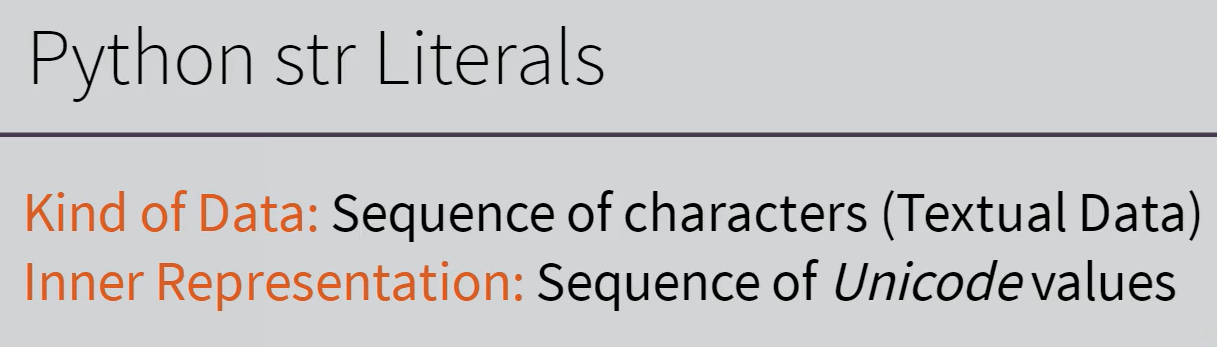 Python str Literals
Kind of Data: Sequence of characters (Textual Data)
Inner Representation: Sequence of Unicode values